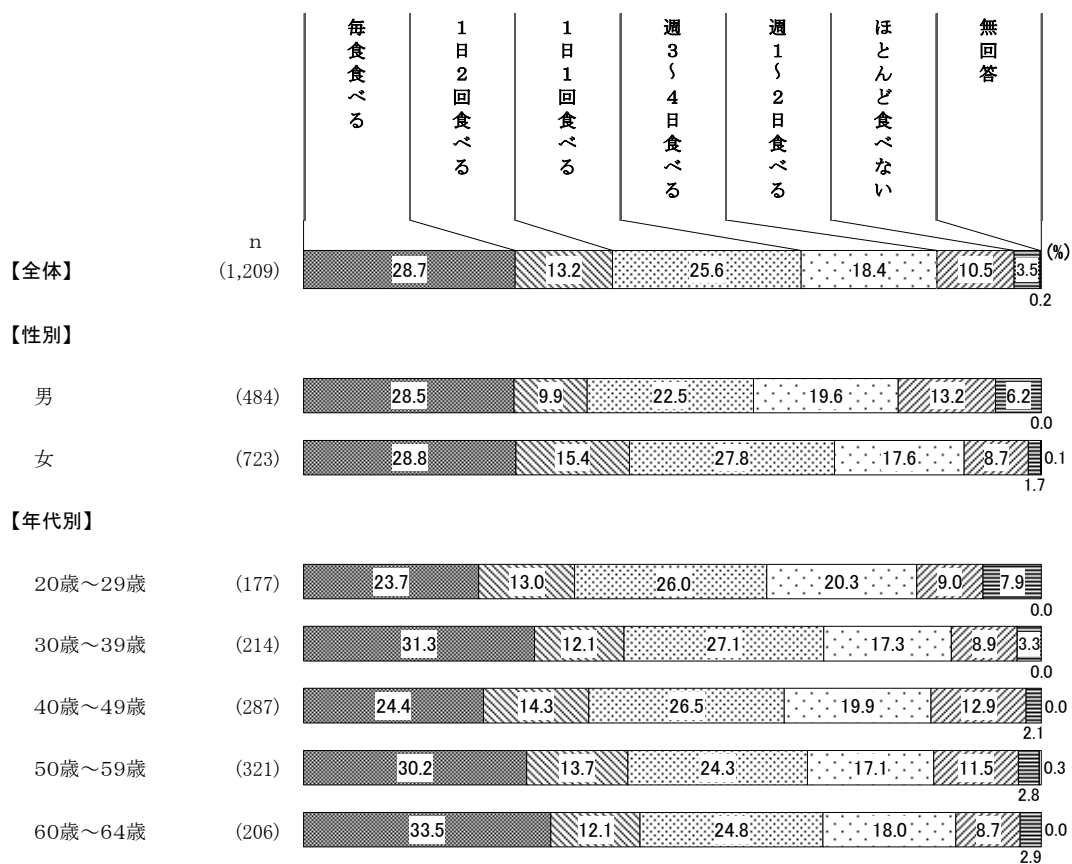 毎食食べる
1日2回食べる
1日1回食べる
週3～4日食べる
週1～2日食べる
ほとんど食べない
無回答
n
(%)
【全体】 (1,209) 28.7 13.2 25.6 18.4 10.5 3.5
0.2
【性別】
男 (484) 28.5 9.9 22.5 19.6 13.2 6.2
0.0
女 (723) 28.8 15.4 27.8 17.6 8.7 0.1
1.7
【年代別】
20歳～29歳 (177) 23.7 13.0 26.0 20.3 9.0 7.9
0.0
30歳～39歳 (214) 31.3 12.1 27.1 17.3 8.9 3.3
0.0
40歳～49歳 (287) 24.4 14.3 26.5 19.9 12.9 0.0
2.1
50歳～59歳 (321) 30.2 13.7 24.3 17.1 11.5 0.3
2.8
60歳～64歳 (206) 33.5 12.1 24.8 18.0 8.7 0.0
2.9